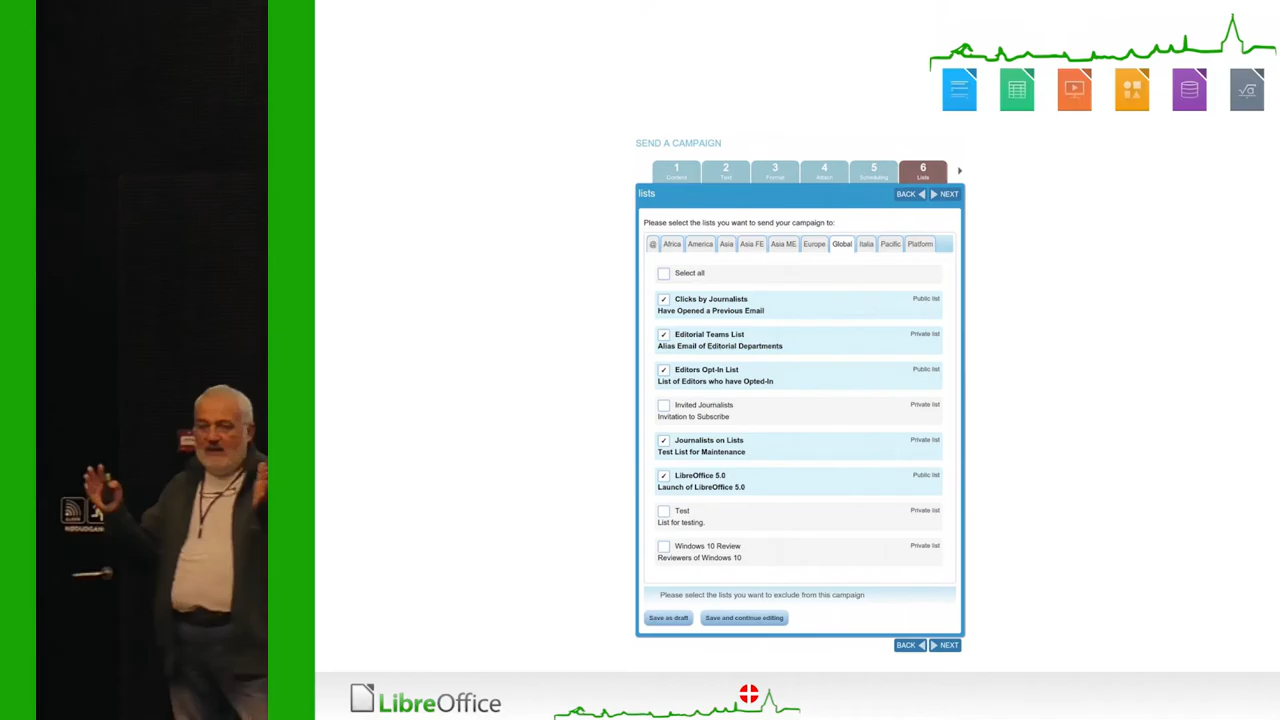 SEND A CAMPAIGN
1 2 3 4 5 6
Content Text Format Attach Scheduling Lists
lists
BACK NEXT
Please select the lists you want to send your campaign to:
@ Africa America Asia Asia FE Asia ME Europe Global Italia Pacific Platform
Select all
Clicks by Journalists Public list
Have Opened a Previous Email
Editorial Teams List Private list
Alias Email of Editorial Departments
Editors Opt-In List Public list
List of Editors who have Opted-In
Invited Journalists Private list
Invitation to Subscribe
Journalists on Lists Private list
Test List for Maintenance
LibreOffice 5.0 Public list
Launch of LibreOffice 5.0
Test Private list
List for testing.
Windows 10 Review Private list
Reviewers of Windows 10
Please select the lists you want to exclude from this campaign
Save as draft Save and continue editing
BACK NEXT
LibreOffice